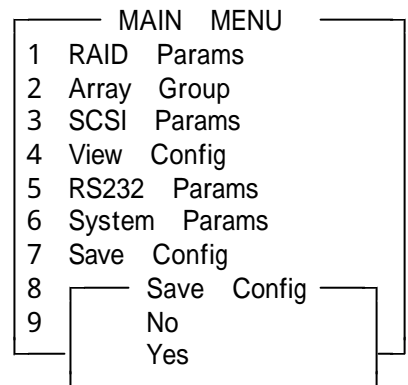 MAIN MENU
1 RAID Params
2 Array Group
3 SCSI Params
4 View Config
5 RS232 Params
6 System Params
7 Save Config
8 Save Config
9 No
Yes